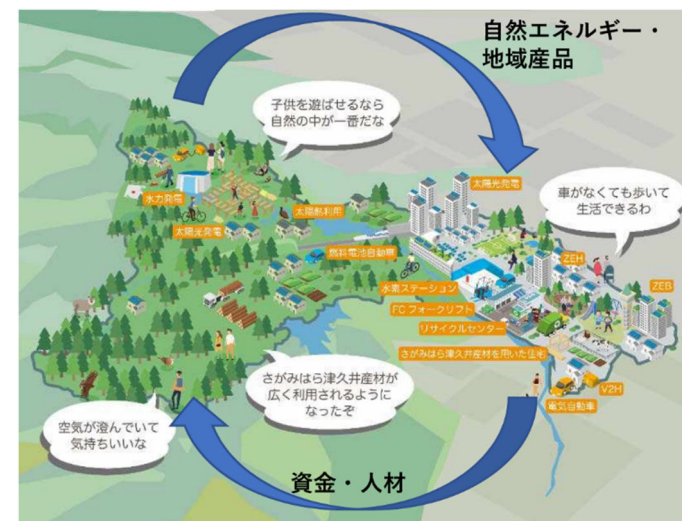 自然エネルギー・
地域産品
子供を遊ばせるなら
自然の中が一番だな
太陽光発電
車がなくても歩いて
生活できるわ
水力発電
太陽熱利用
太陽光発電
燃料電池自動車
ZEH
ZEB
水素ステーション
FCフォークリフト
リサイクルセンター
さがみはら津久井産材を用いた住宅
V2H
電気自動車
さがみはら津久井産材が
広く利用されるように
なったぞ
空気が澄んでいて
気持ちいいな
資金・人材